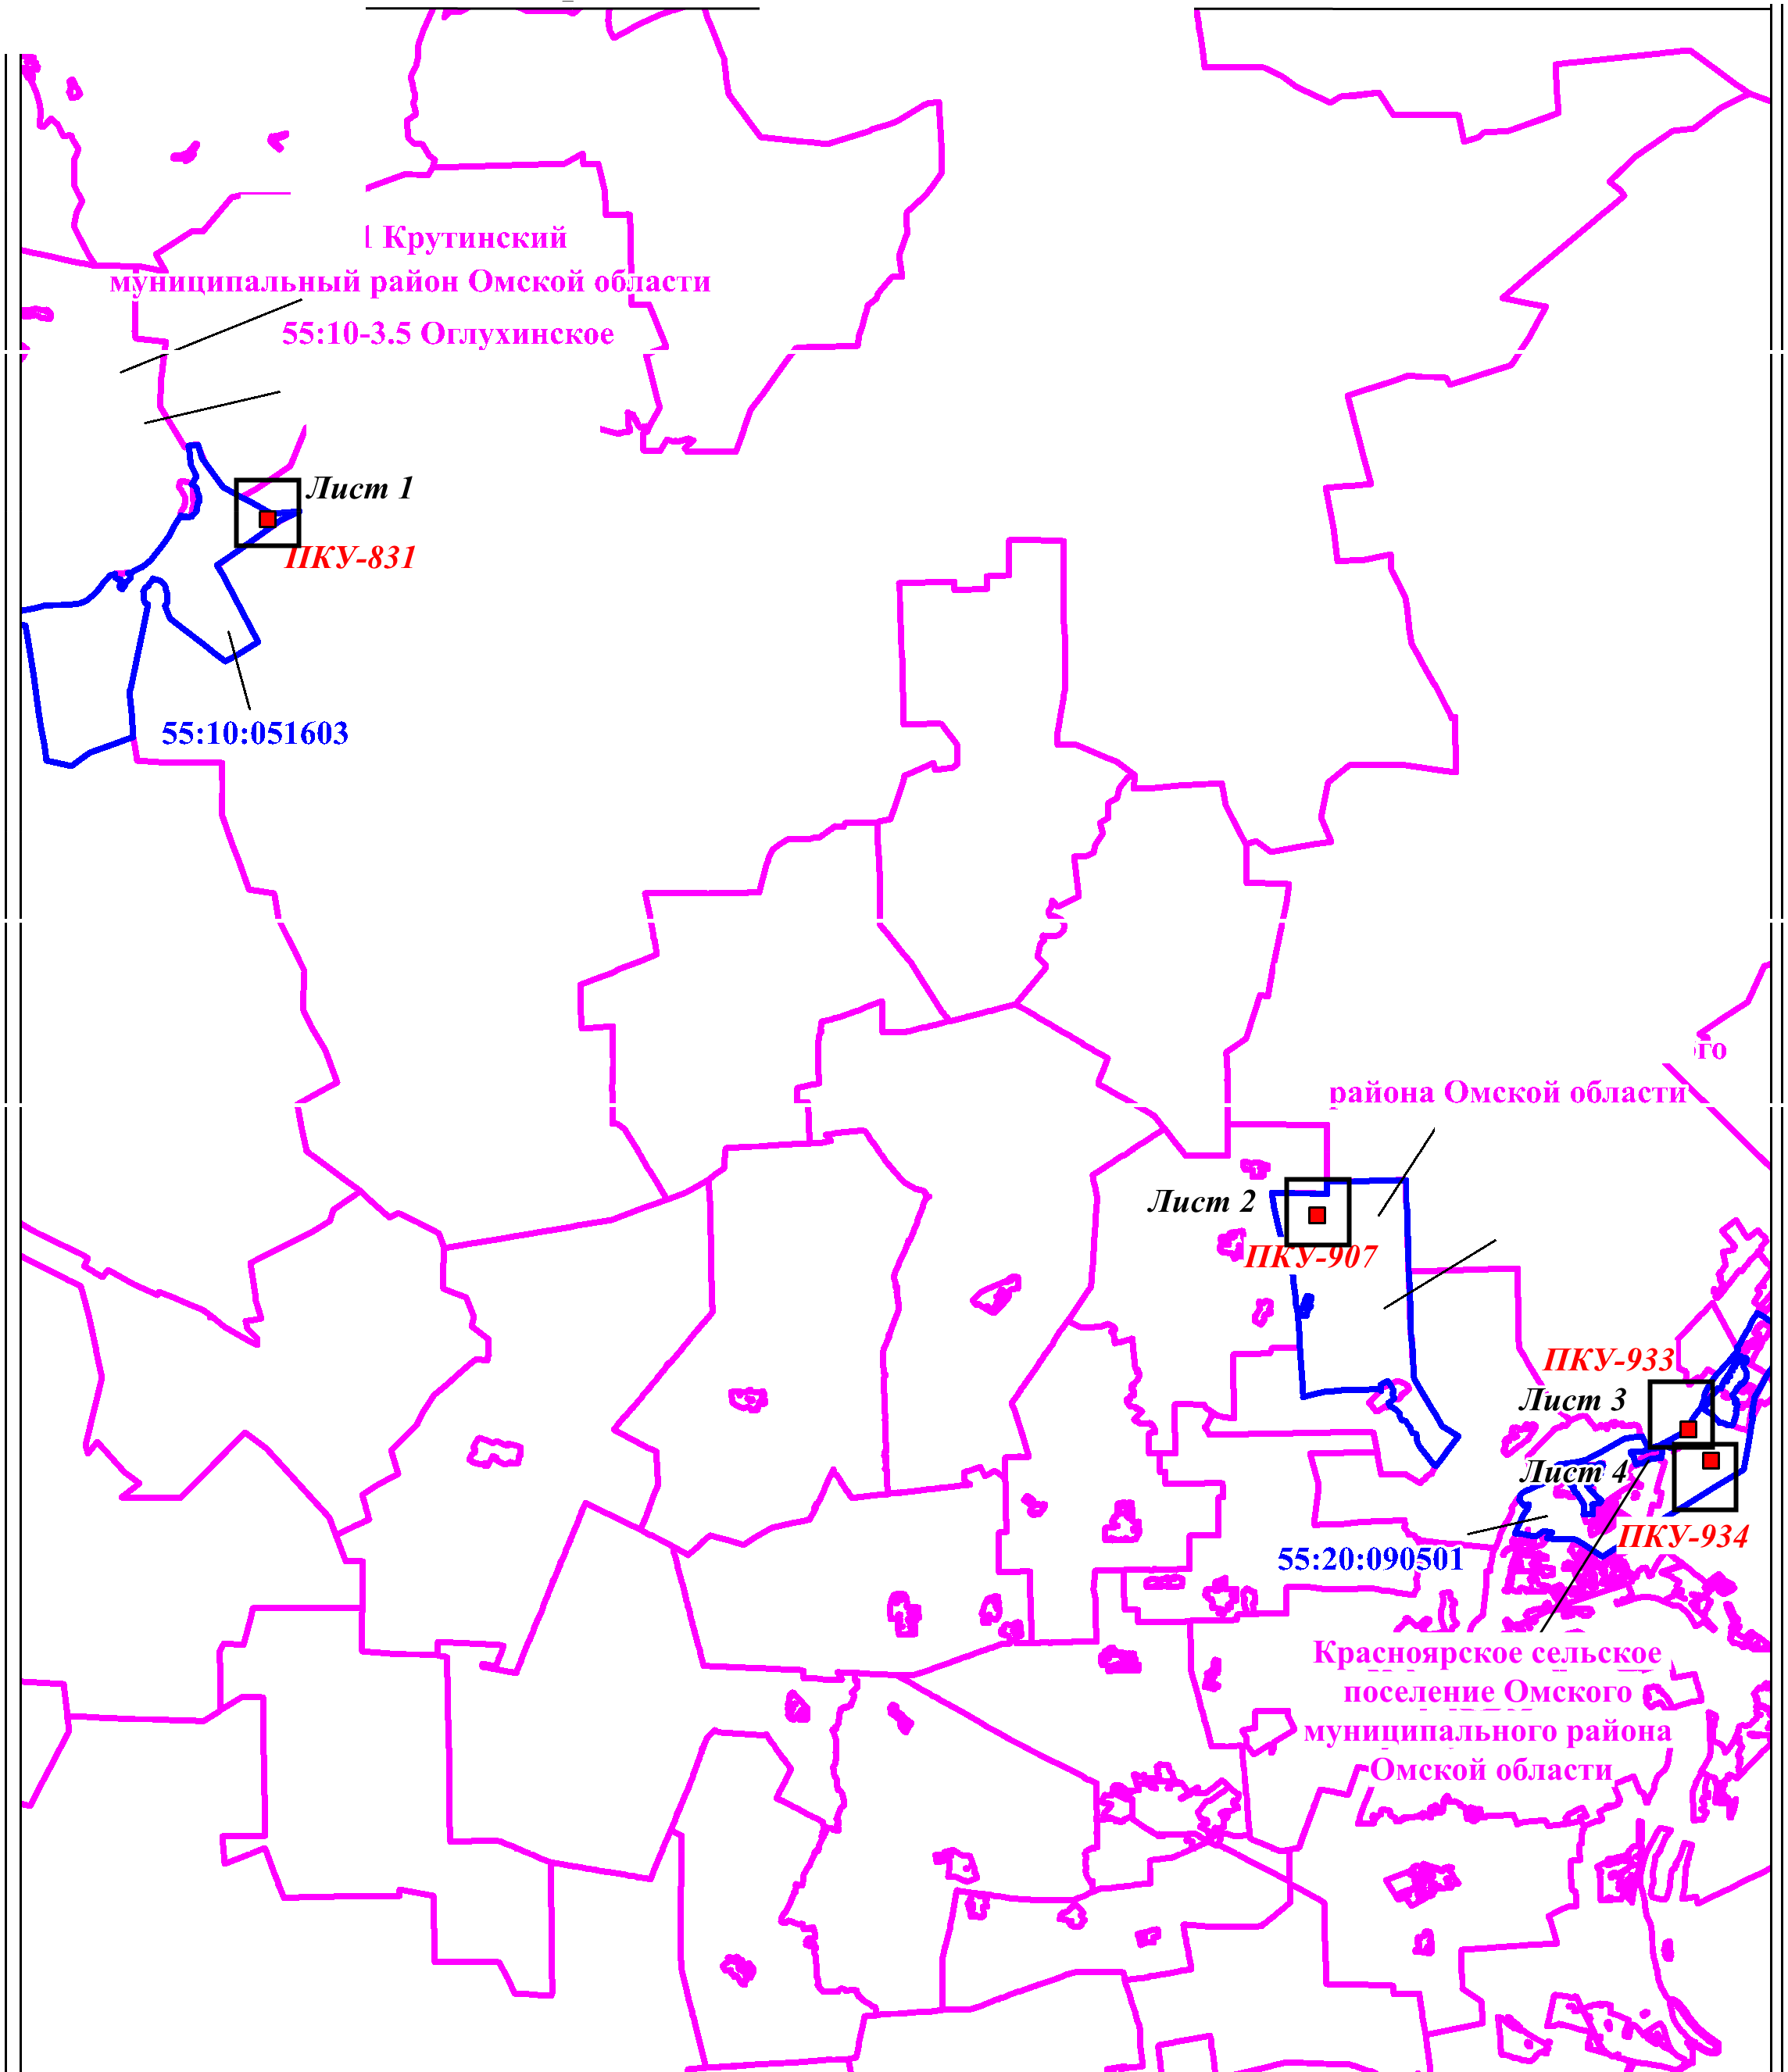 Крутинский
муниципальный район Омской области
55:10-3.5 Оглухинское
Лист 1
ПКУ-831
55:10:051603
района Омской области
Лист 2
ПКУ-907
ПКУ-933
Лист 3
Лист 4
ПКУ-934
55:20:090501
Красноярское сельское
поселение Омского
муниципального района
Омской области